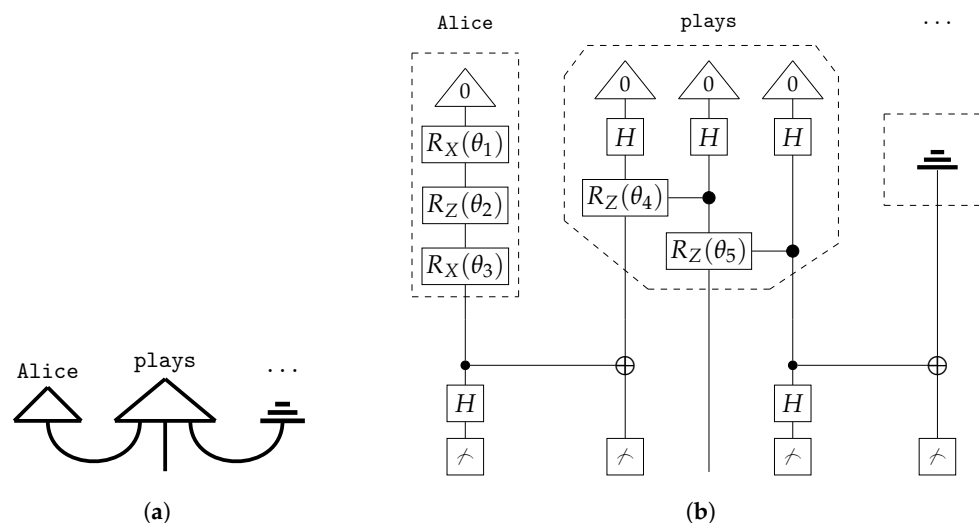 Alice plays ...
0 0 0 0
H H H
R_X(θ_1)
R_Z(θ_2) R_Z(θ_4)
R_X(θ_3) R_Z(θ_5)
Alice plays ...
H H
(a) (b)